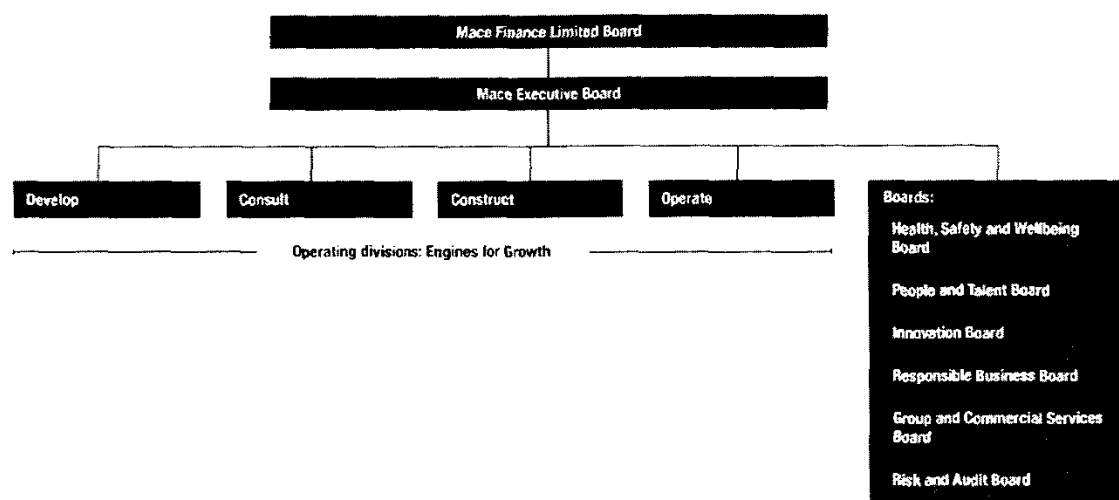 Mace Finance Limited Board
Mace Executive Board
Develop
Consult
Construct
Operate
Operating divisions: Engines for Growth
Boards:
Health, Safety and Wellbeing
Board
People and Talent Board
Innovation Board
Responsible Business Board
Group and Commercial Services
Board
Risk and Audit Board